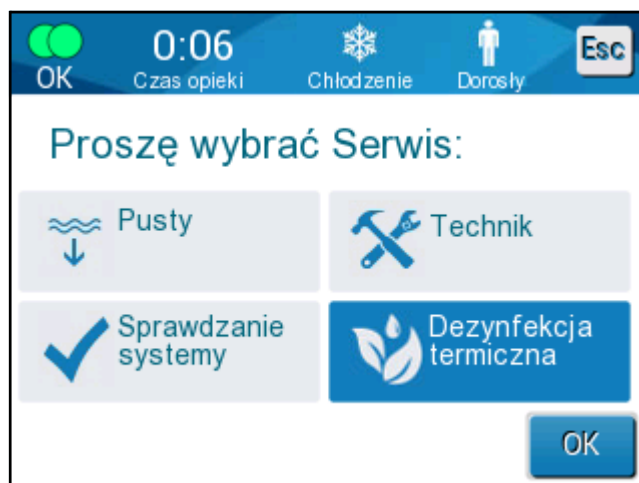 OK
0:06
Czas opieki
Chłodzenie
Dorosły
Esc
Proszę wybrać Serwis:
Pusty
Technik
Sprawdzanie
systemy
Dezynfekcja
termiczna
OK